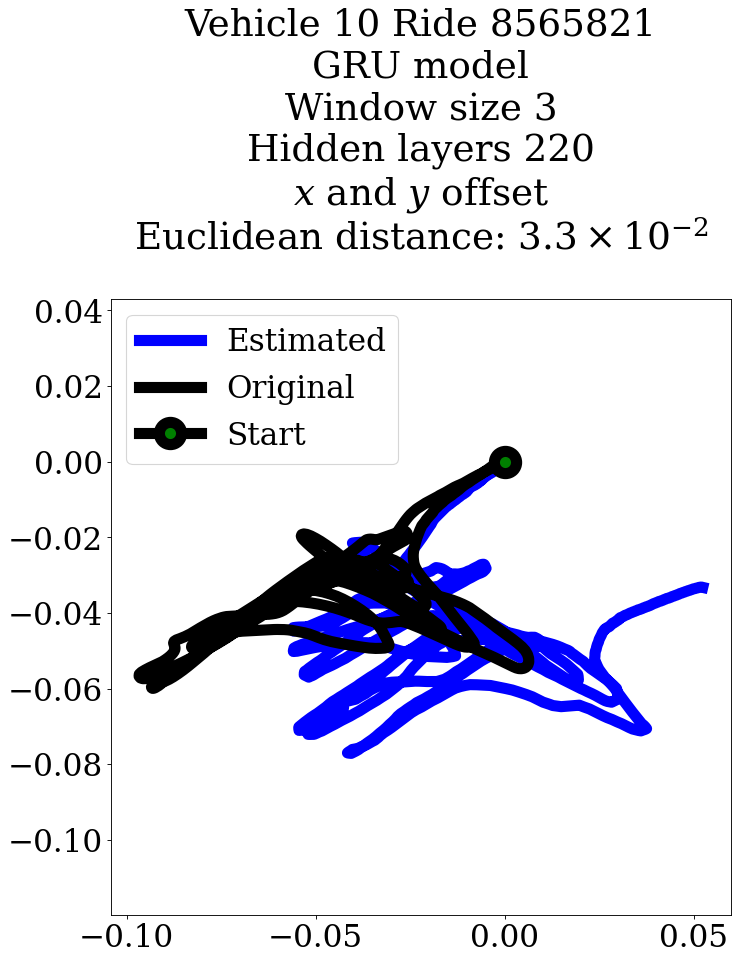 Vehicle 10 Ride 8565821
GRU model
Window size 3
Hidden layers 220
x and y offset
Euclidean distance: 3.3 × 10⁻²
Estimated
Original
Start
0.04
0.02
0.00
−0.02
−0.04
−0.06
−0.08
−0.10
−0.10 −0.05 0.00 0.05